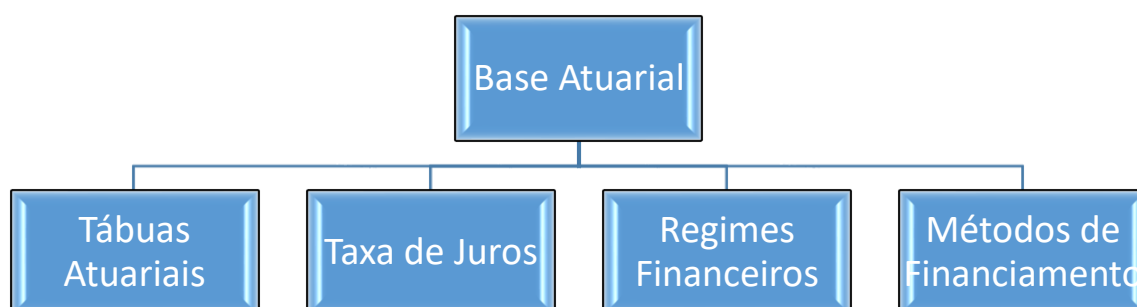 Base Atuarial
Tábuas
Atuariais
Taxa de Juros
Regimes
Financeiros
Métodos de
Financiamento